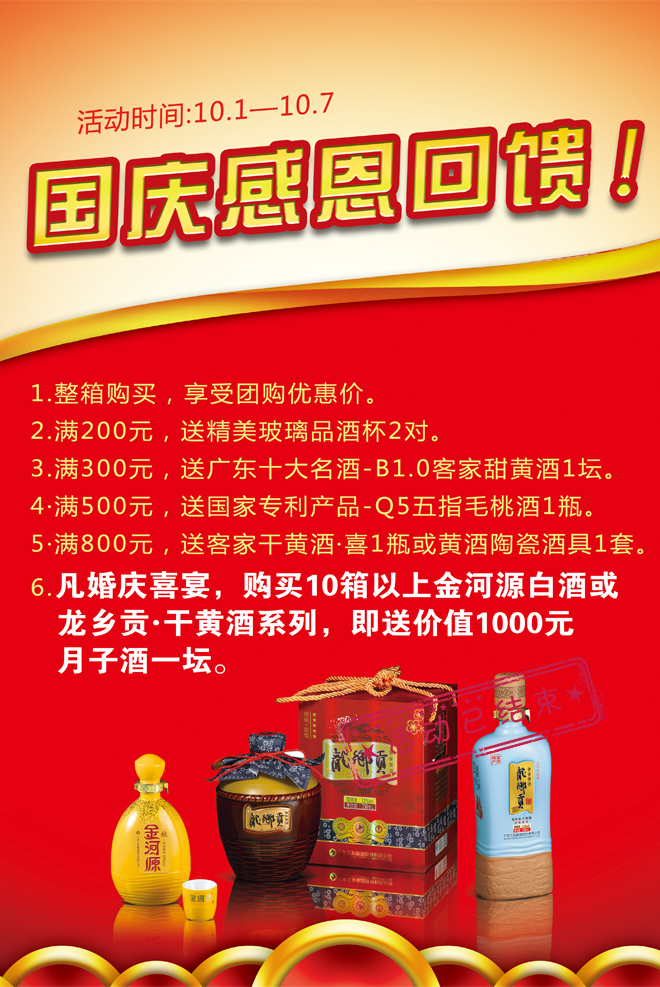 活动时间:10.1—10.7
国庆感恩回馈！
1.整箱购买，享受团购优惠价。
2.满200元，送精美玻璃品酒杯2对。
3.满300元，送广东十大名酒-B1.0客家甜黄酒1坛。
4·满500元，送国家专利产品-Q5五指毛桃酒1瓶。
5·满800元，送客家干黄酒·喜1瓶或黄酒陶瓷酒具1套。
6.凡婚庆喜宴，购买10箱以上金河源白酒或
龙乡贡·干黄酒系列，即送价值1000元
月子酒一坛。
动已结束
金河源
龍鄉貢
龍鄉貢
龍鄉貢